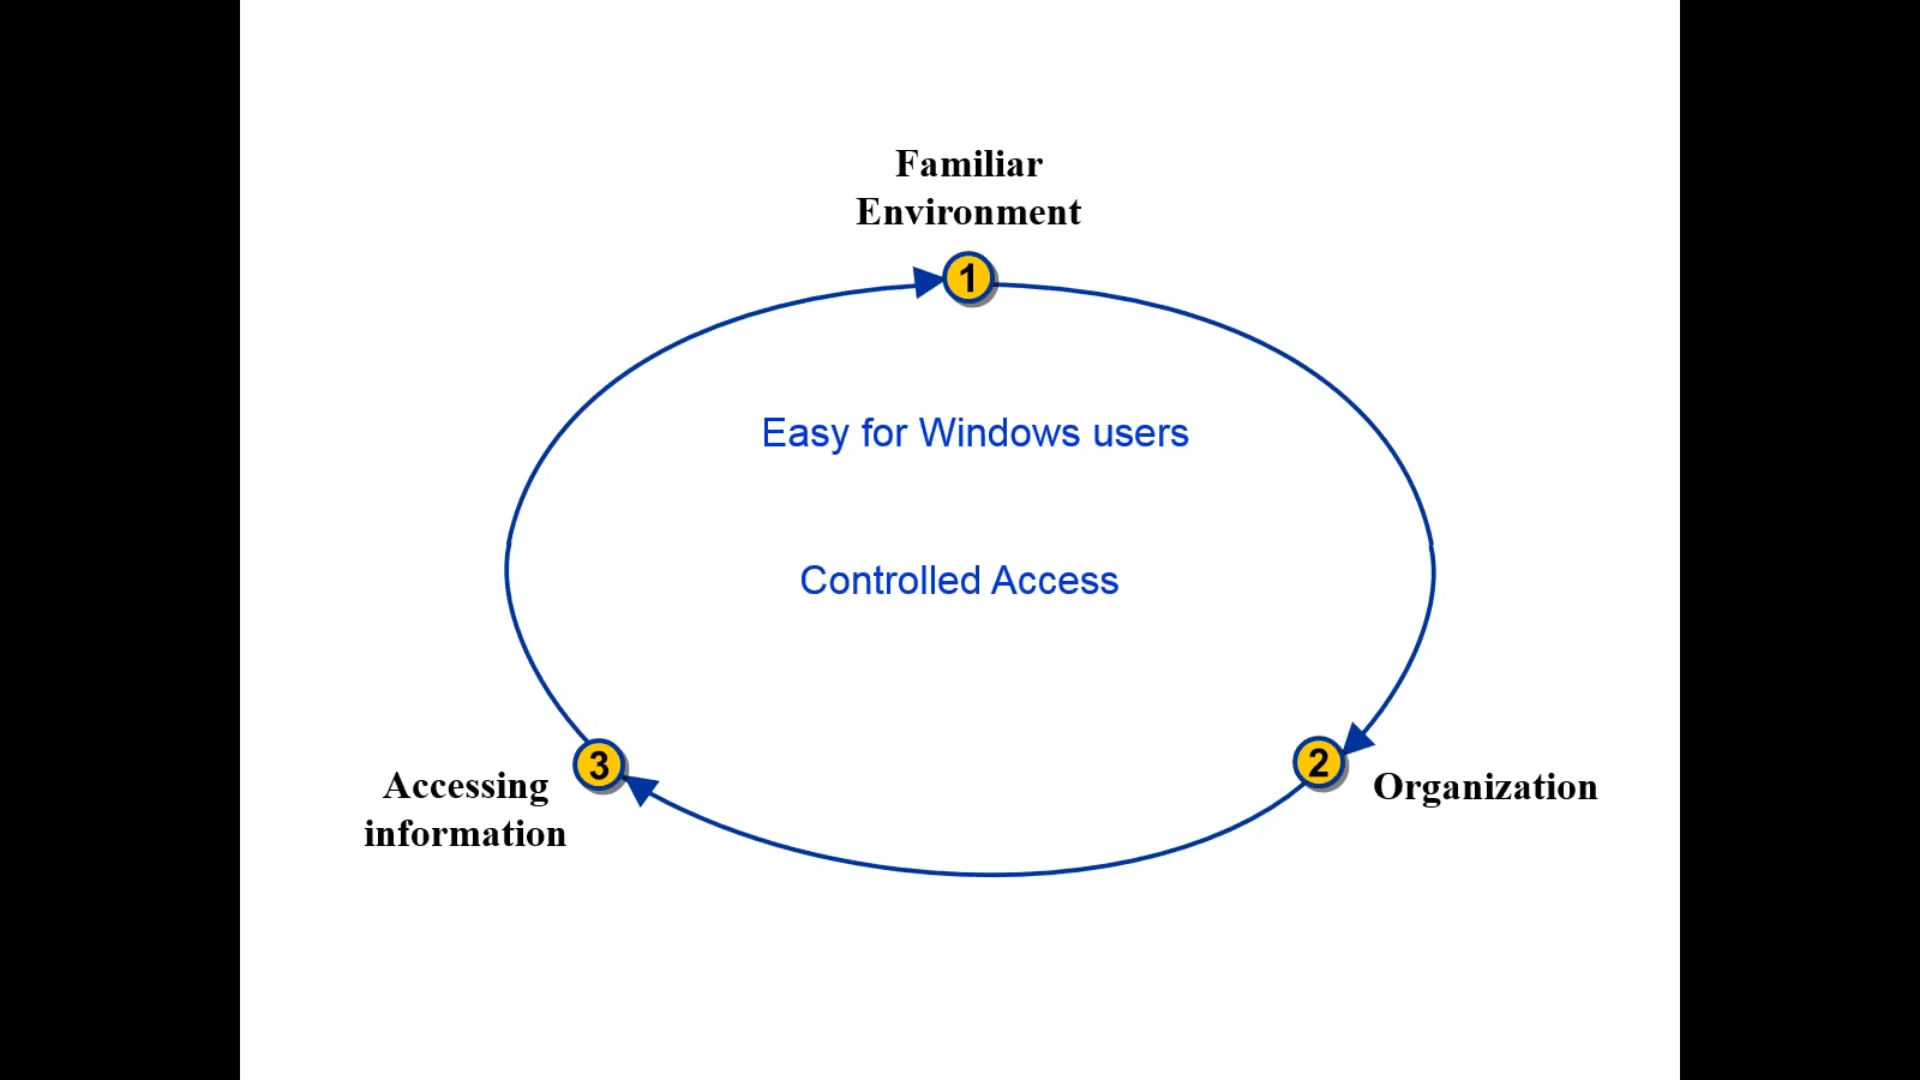 Familiar
Environment
1
Easy for Windows users
Controlled Access
3
2
Accessing
information
Organization